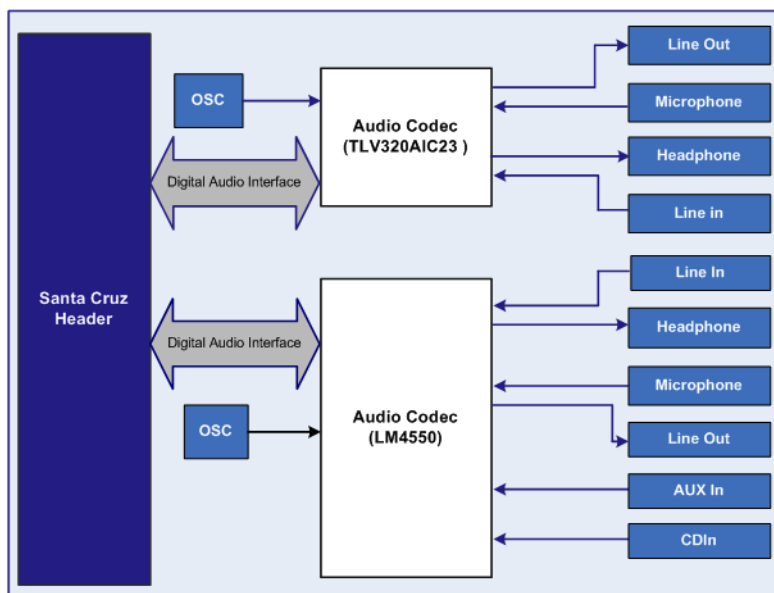 Santa Cruz
Header
OSC
Digital Audio Interface
Audio Codec
(TLV320AIC23 )
Line Out
Microphone
Headphone
Line in
Digital Audio Interface
OSC
Audio Codec
(LM4550)
Line In
Headphone
Microphone
Line Out
AUX In
CDIn